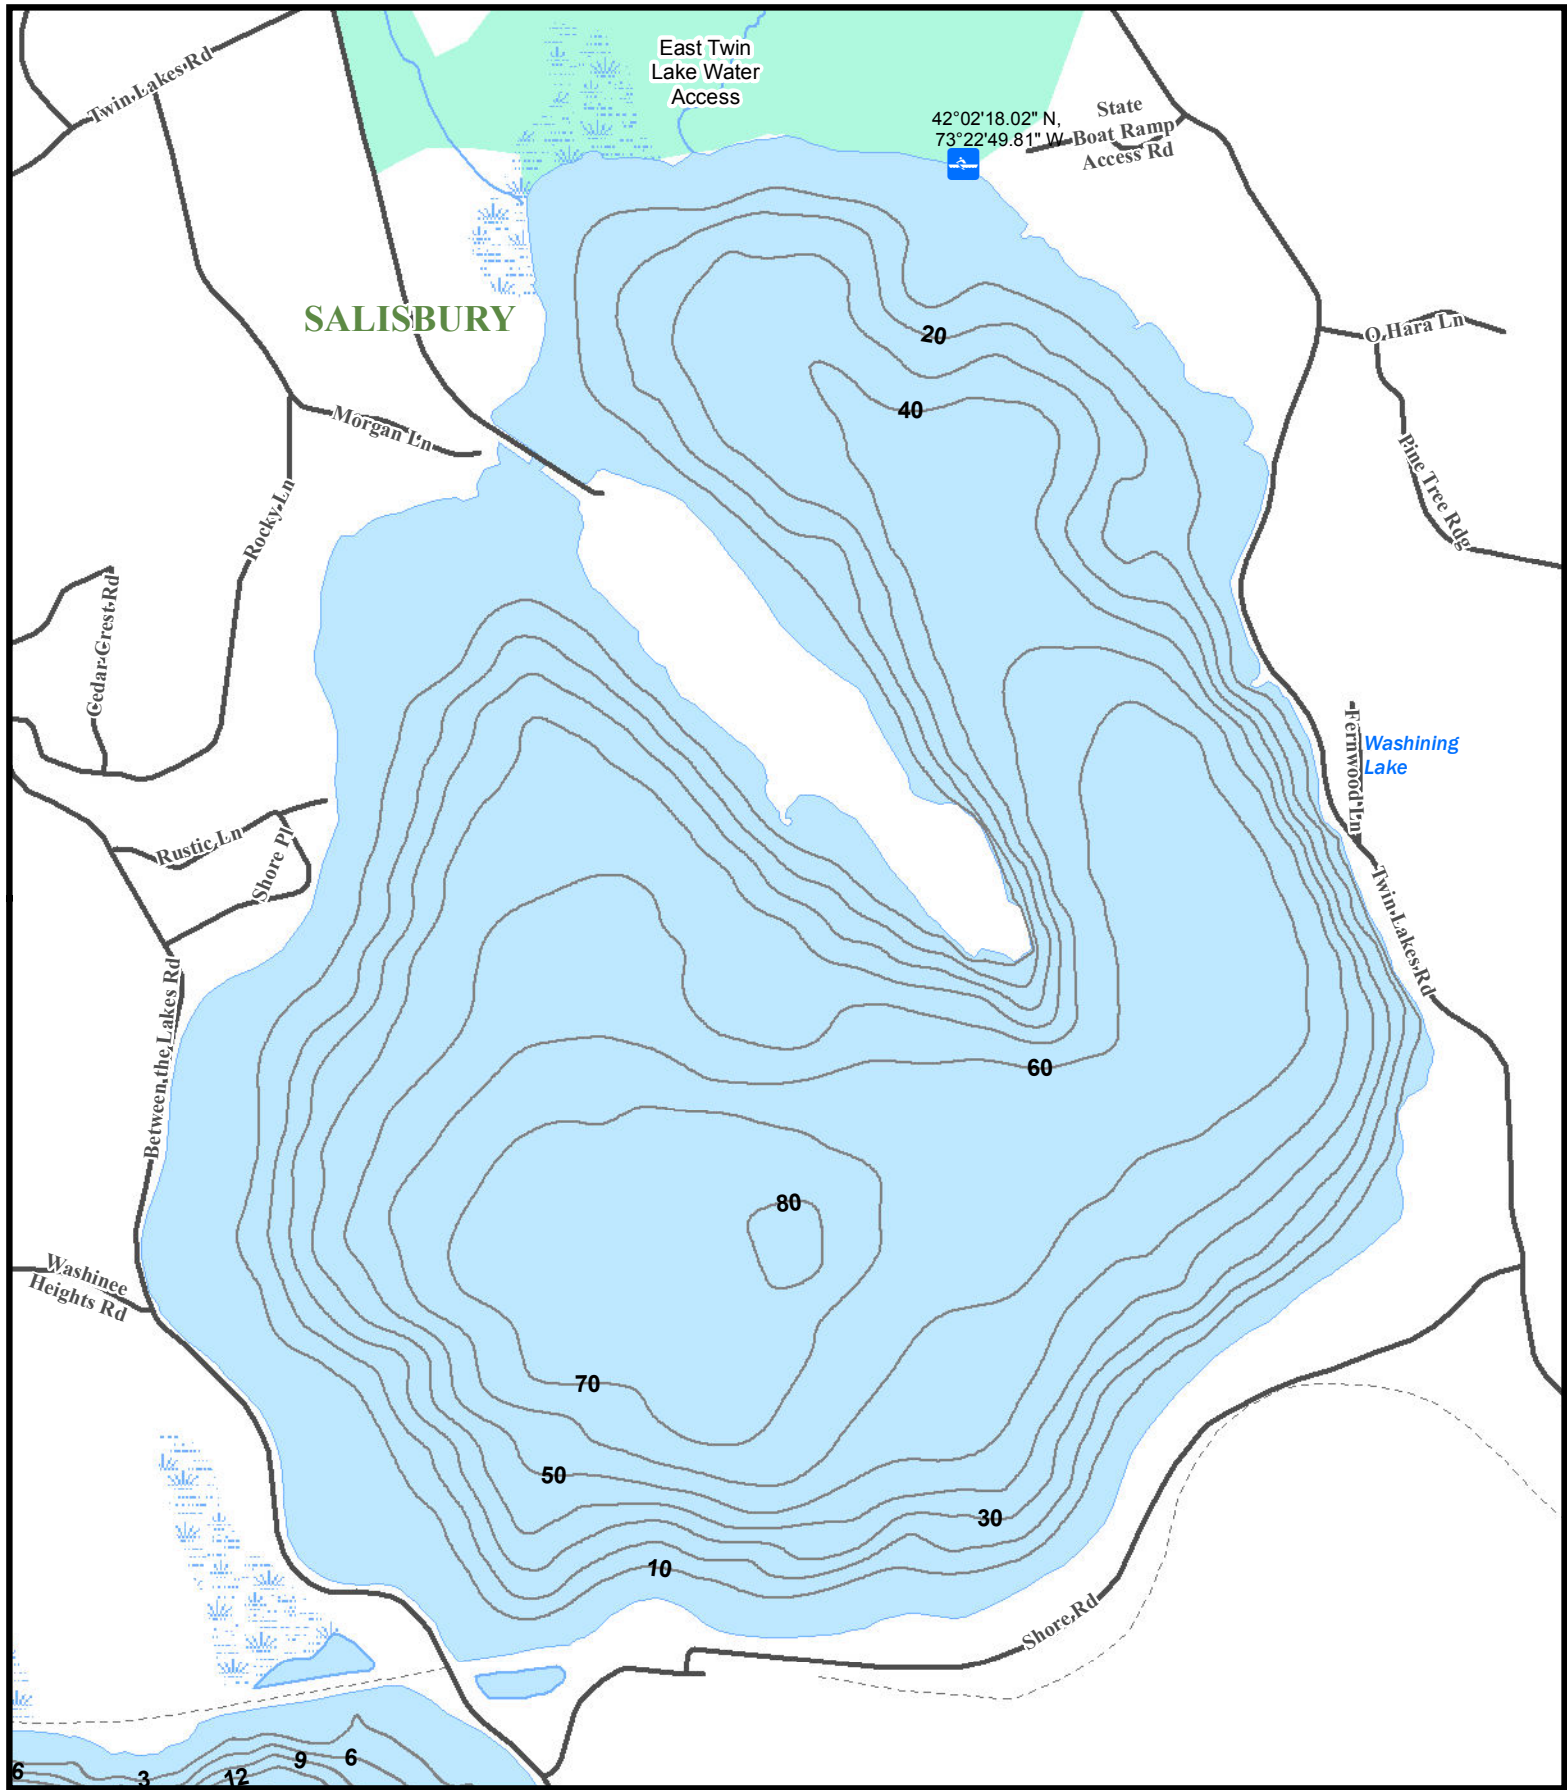 East Twin
Lake Water
Access
42°02'18.02" N,
73°22'49.81" W
State
Boat Ramp
Access Rd
Twin Lakes Rd
SALISBURY
20
O Hara Ln
40
Morgan Ln
Pine Tree Rdg
Rocky Ln
Cedar Crest Rd
Fernwood Ln
Washining
Lake
Rustic Ln
Shore Pl
Twin Lakes Rd
Between the Lakes Rd
60
80
Washinee
Heights Rd
70
50
30
10
Shore Rd
6
3
12
9
6